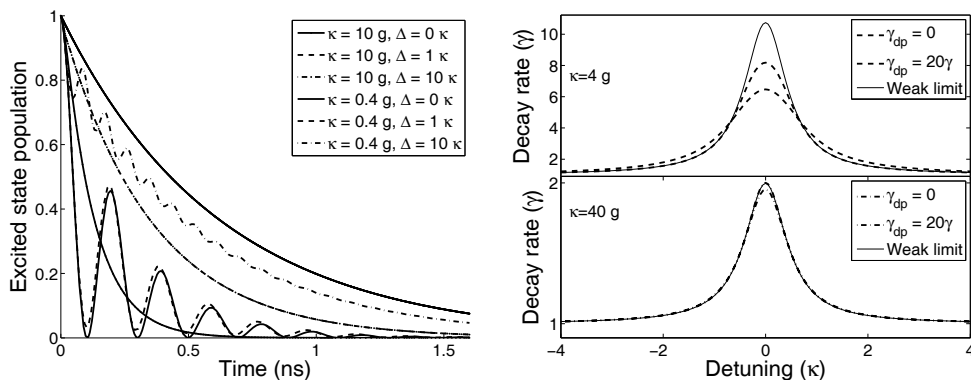 1
0.8
0.6
0.4
0.2
0
Excited state population
0
0.5
1
1.5
Time (ns)
κ = 10 g, Δ = 0 κ
κ = 10 g, Δ = 1 κ
κ = 10 g, Δ = 10 κ
κ = 0.4 g, Δ = 0 κ
κ = 0.4 g, Δ = 1 κ
κ = 0.4 g, Δ = 10 κ
10
8
6
4
2
Decay rate (γ)
κ=4 g
γdp = 0
γdp = 20γ
Weak limit
2
1
Decay rate (γ)
κ=40 g
γdp = 0
γdp = 20γ
Weak limit
−4
−2
0
2
4
Detuning (κ)